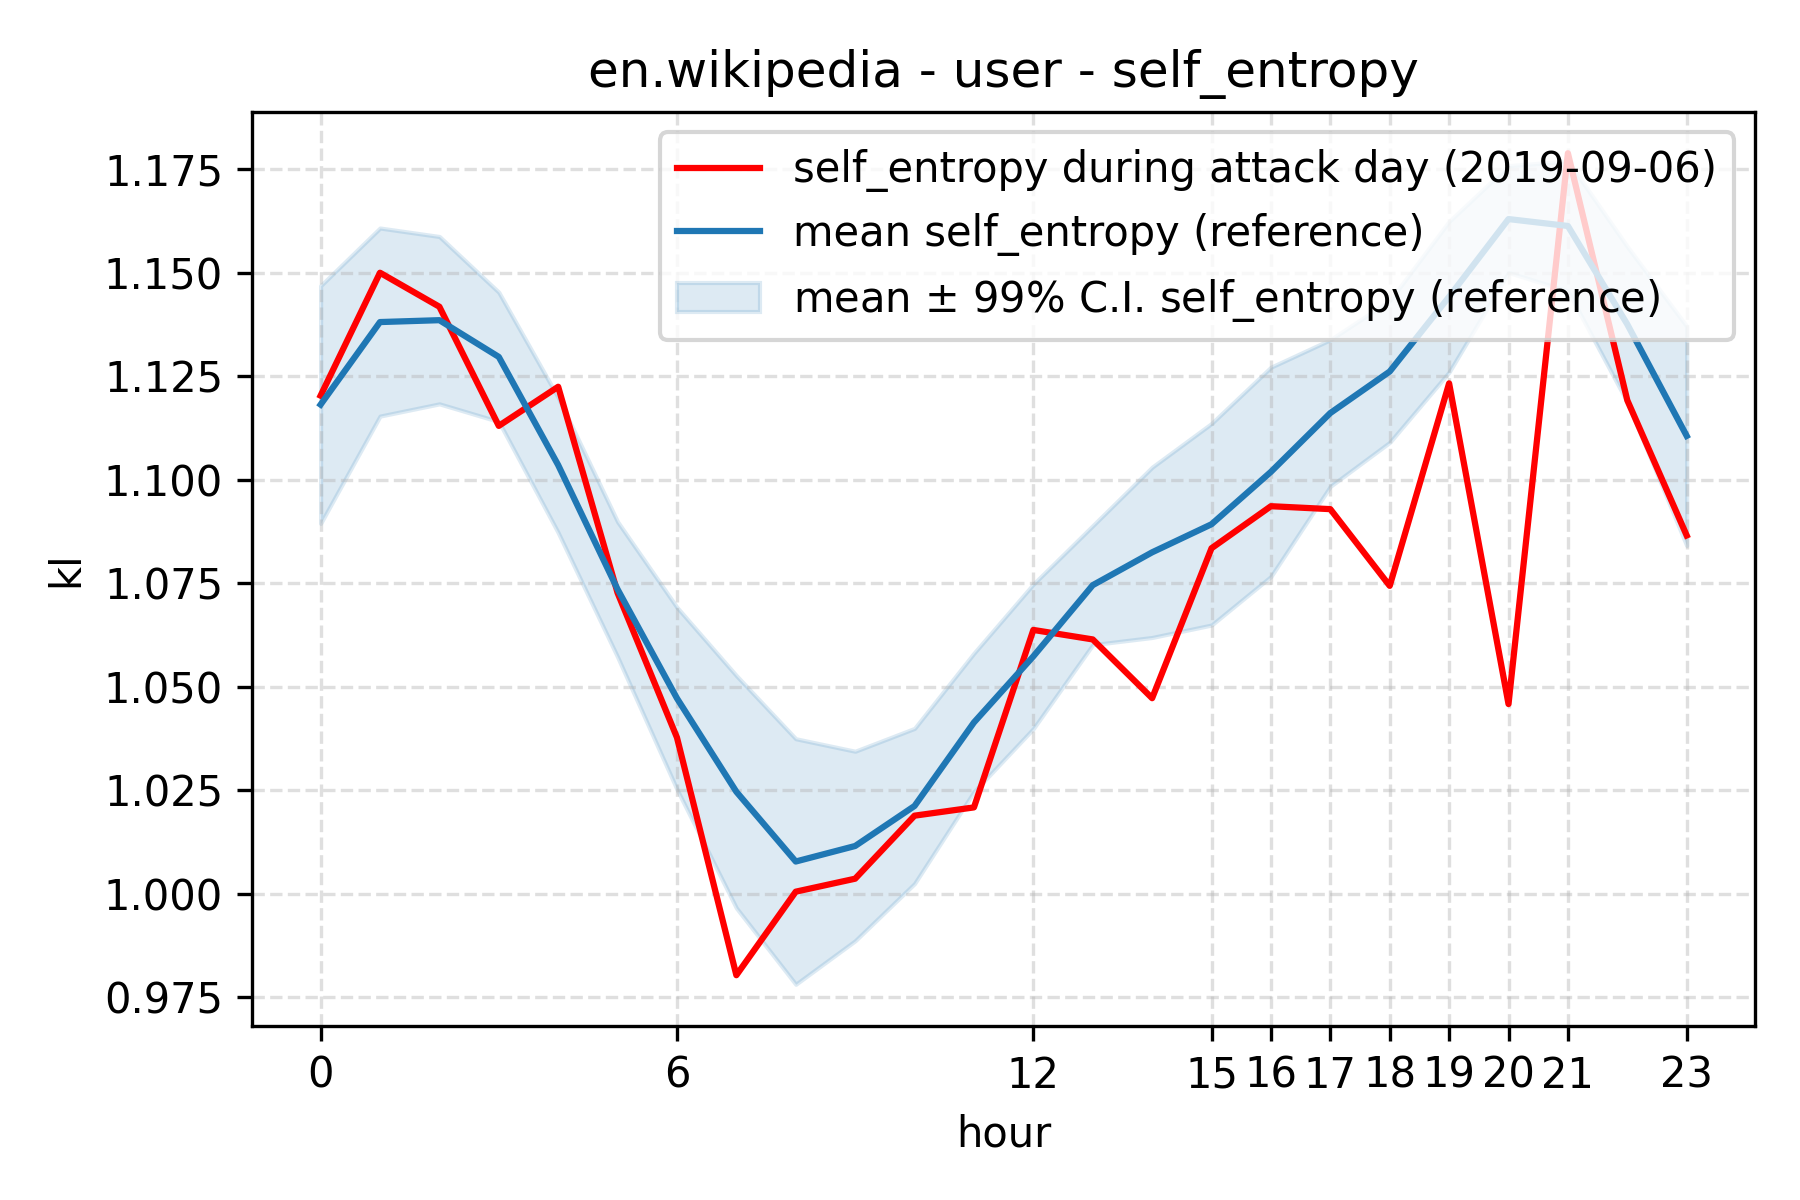 en.wikipedia - user - self_entropy
self_entropy during attack day (2019-09-06)
mean self_entropy (reference)
mean ± 99% C.I. self_entropy (reference)
1.175
1.150
1.125
1.100
1.075
1.050
1.025
1.000
0.975
kl
0 6 12 15 16 17 18 19 20 21 23
hour